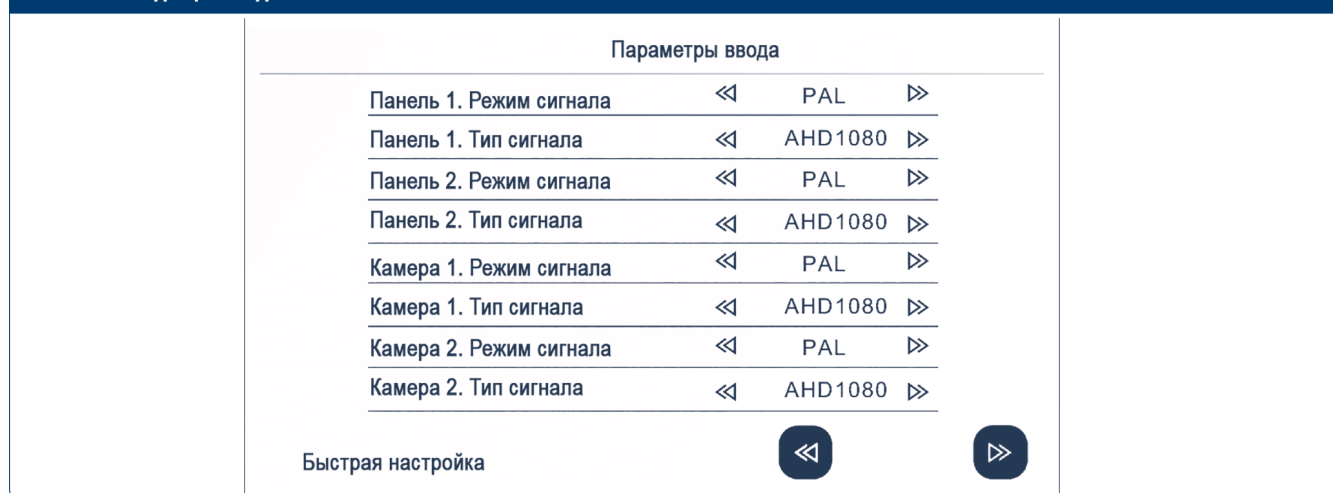 Параметры ввода
Панель 1. Режим сигнала PAL
Панель 1. Тип сигнала AHD1080
Панель 2. Режим сигнала PAL
Панель 2. Тип сигнала AHD1080
Камера 1. Режим сигнала PAL
Камера 1. Тип сигнала AHD1080
Камера 2. Режим сигнала PAL
Камера 2. Тип сигнала AHD1080
Быстрая настройка